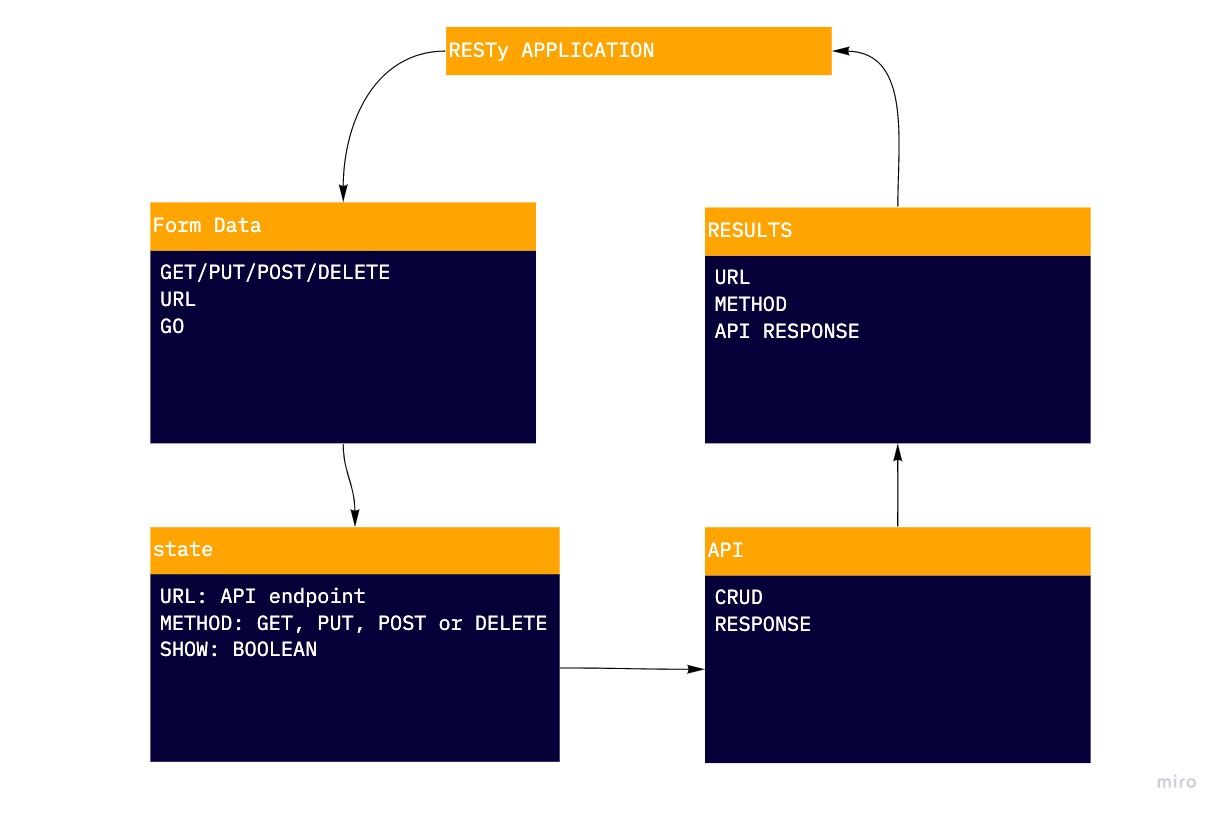 RESTy APPLICATION
Form Data
GET/PUT/POST/DELETE
URL
GO
RESULTS
URL
METHOD
API RESPONSE
state
URL: API endpoint
METHOD: GET, PUT, POST or DELETE
SHOW: BOOLEAN
API
CRUD
RESPONSE
miro